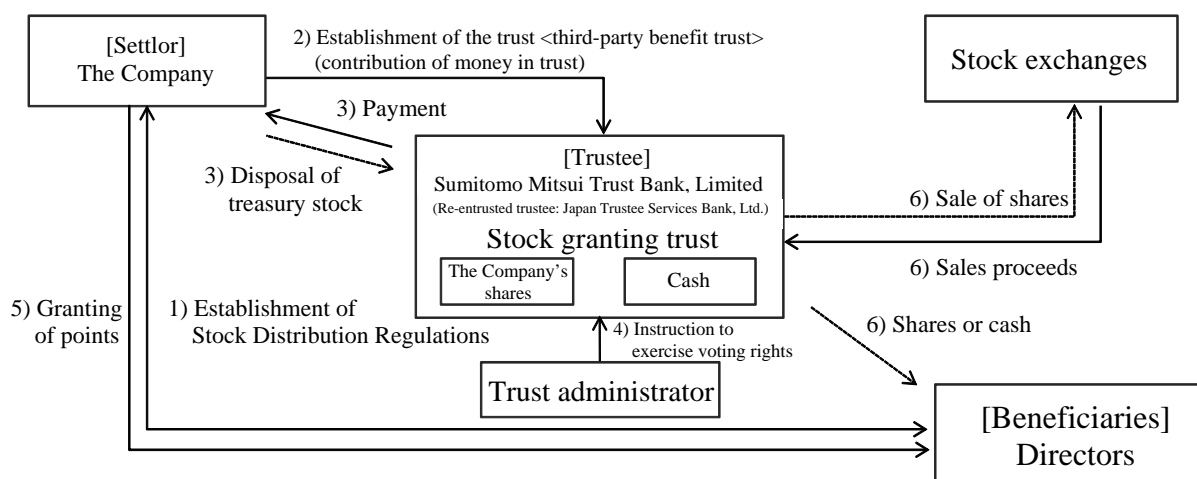 [Settlor]
The Company
2) Establishment of the trust <third-party benefit trust>
(contribution of money in trust)
Stock exchanges
3) Payment
3) Disposal of
treasury stock
[Trustee]
Sumitomo Mitsui Trust Bank, Limited
(Re-entrusted trustee: Japan Trustee Services Bank, Ltd.)
Stock granting trust
The Company's
shares
Cash
6) Sale of shares
6) Sales proceeds
5) Granting
of points
1) Establishment of
Stock Distribution Regulations
4) Instruction to
exercise voting rights
6) Shares or cash
Trust administrator
[Beneficiaries]
Directors